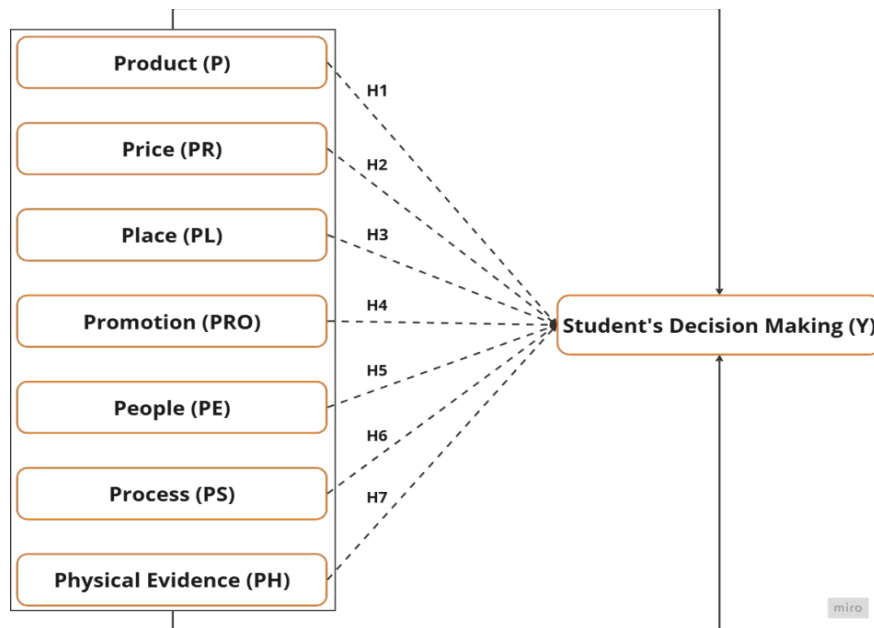 Product (P)
H1
Price (PR)
H2
Place (PL)
H3
Promotion (PRO)
H4
Student's Decision Making (Y)
People (PE)
H5
Process (PS)
H6
Physical Evidence (PH)
H7
miro